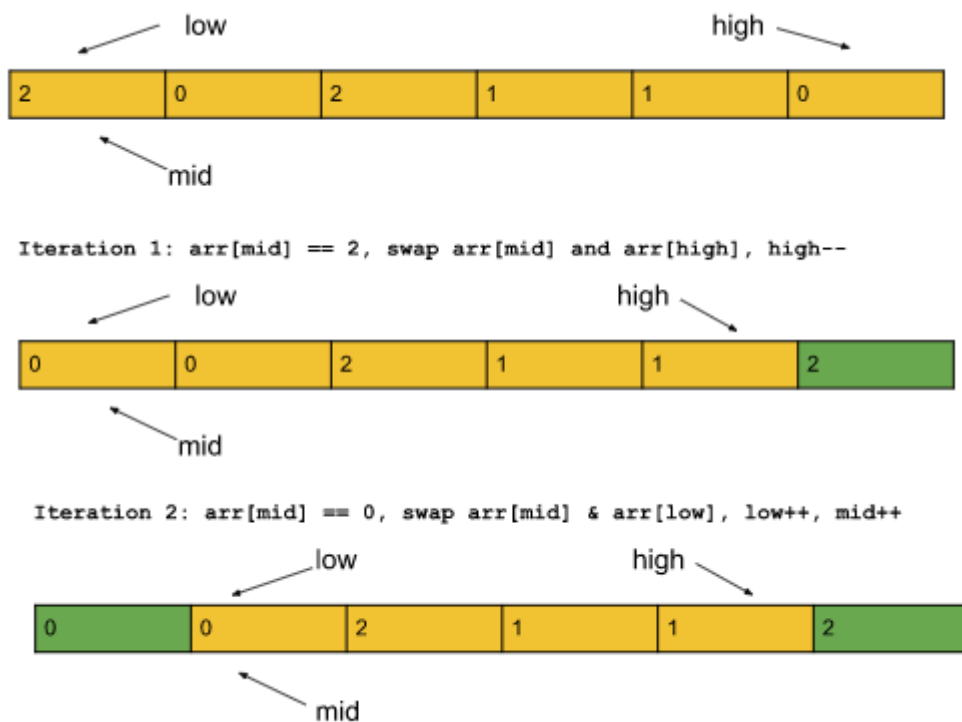 low high
2 0 2 1 1 0
mid
Iteration 1: arr[mid] == 2, swap arr[mid] and arr[high], high--
low high
0 0 2 1 1 2
mid
Iteration 2: arr[mid] == 0, swap arr[mid] & arr[low], low++, mid++
low high
0 0 2 1 1 2
mid